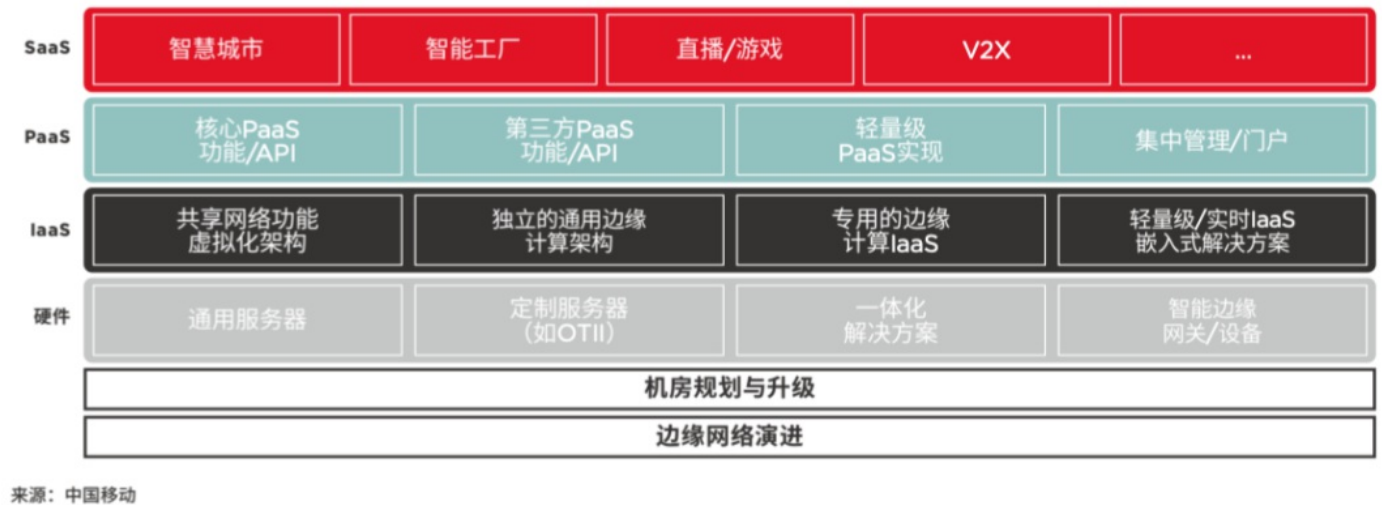 SaaS
智慧城市
智能工厂
直播/游戏
V2X
...
PaaS
核心PaaS
功能/API
第三方PaaS
功能/API
轻量级
PaaS实现
集中管理/门户
IaaS
共享网络功能
虚拟化架构
独立的通用边缘
计算架构
专用的边缘
计算IaaS
轻量级/实时IaaS
嵌入式解决方案
硬件
通用服务器
定制服务器
（如OTII）
一体化
解决方案
智能边缘
网关/设备
机房规划与升级
边缘网络演进
来源：中国移动